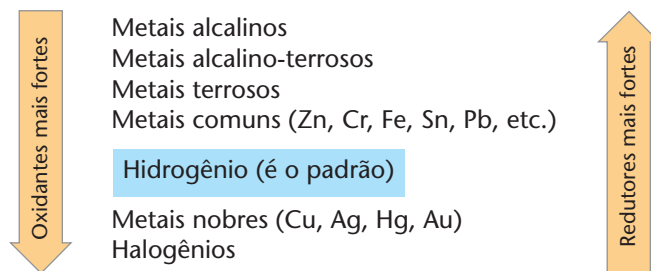 Oxidantes mais fortes
Metais alcalinos
Metais alcalino-terrosos
Metais terrosos
Metais comuns (Zn, Cr, Fe, Sn, Pb, etc.)
Hidrogênio (é o padrão)
Metais nobres (Cu, Ag, Hg, Au)
Halogênios
Redutores mais fortes